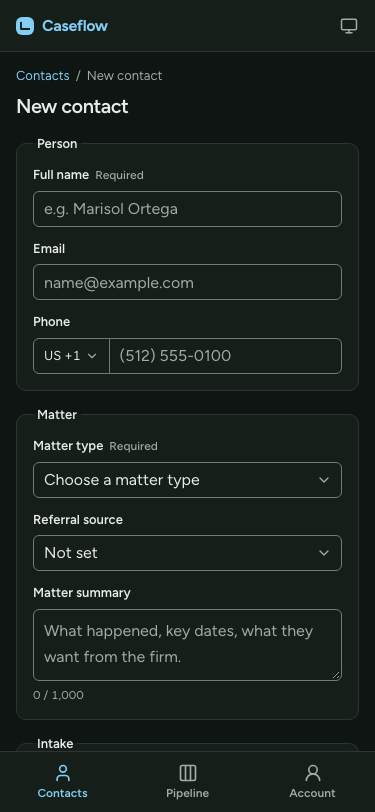 Caseflow
Contacts / New contact
New contact
Person
Full name Required
e.g. Marisol Ortega
Email
name@example.com
Phone
US +1 (512) 555-0100
Matter
Matter type Required
Choose a matter type
Referral source
Not set
Matter summary
What happened, key dates, what they
want from the firm.
0 / 1,000
Intake
Contacts Pipeline Account